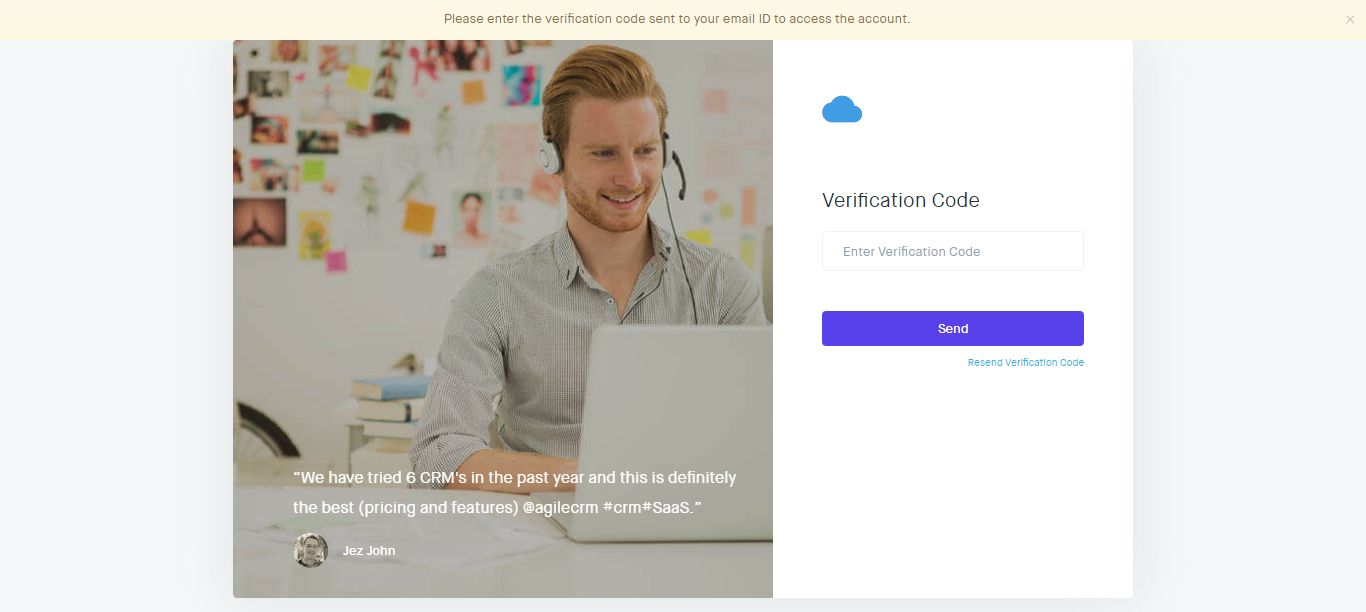 Please enter the verification code sent to your email ID to access the account.
×
Verification Code
Enter Verification Code
Send
Resend Verification Code
“We have tried 6 CRM's in the past year and this is definitely
the best (pricing and features) @agilecrm #crm#SaaS.”
Jez John